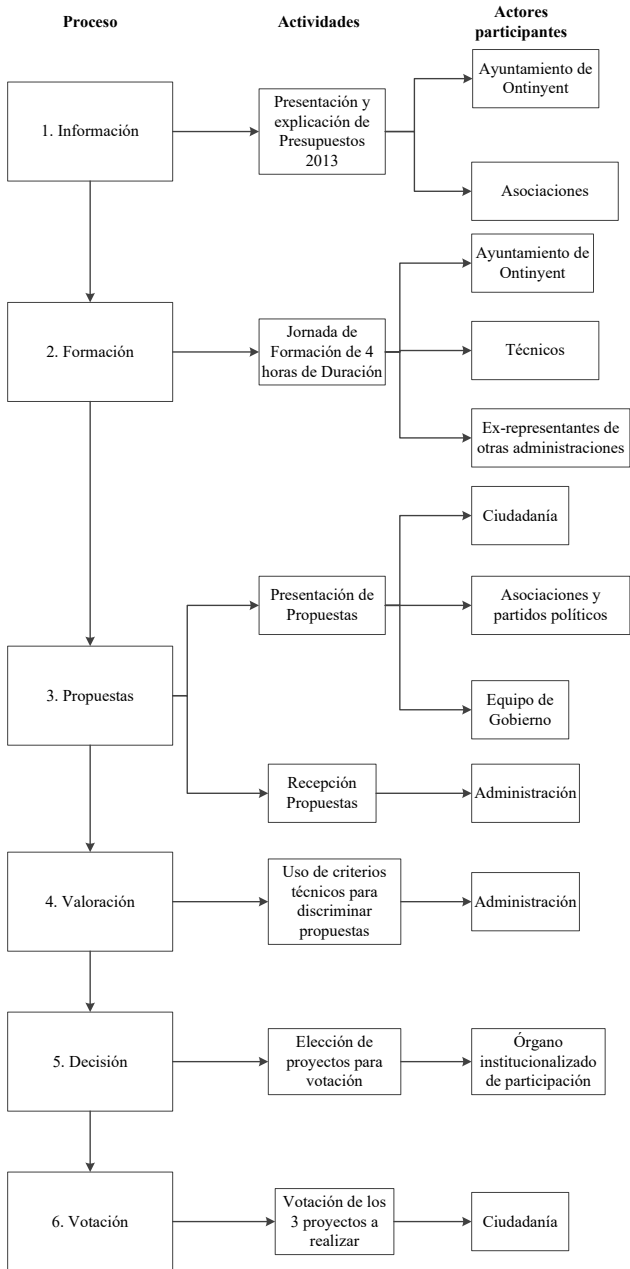 Proceso
Actividades
Actores
participantes
1. Información
Presentación y
explicación de
Presupuestos
2013
Ayuntamiento de
Ontinyent
Asociaciones
2. Formación
Jornada de
Formación de 4
horas de Duración
Ayuntamiento de
Ontinyent
Técnicos
Ex-representantes de
otras administraciones
3. Propuestas
Presentación de
Propuestas
Ciudadanía
Asociaciones y
partidos políticos
Equipo de
Gobierno
Recepción
Propuestas
Administración
4. Valoración
Uso de criterios
técnicos para
discriminar
propuestas
Administración
5. Decisión
Elección de
proyectos para
votación
Órgano
institucionalizado
de participación
6. Votación
Votación de los
3 proyectos a
realizar
Ciudadanía